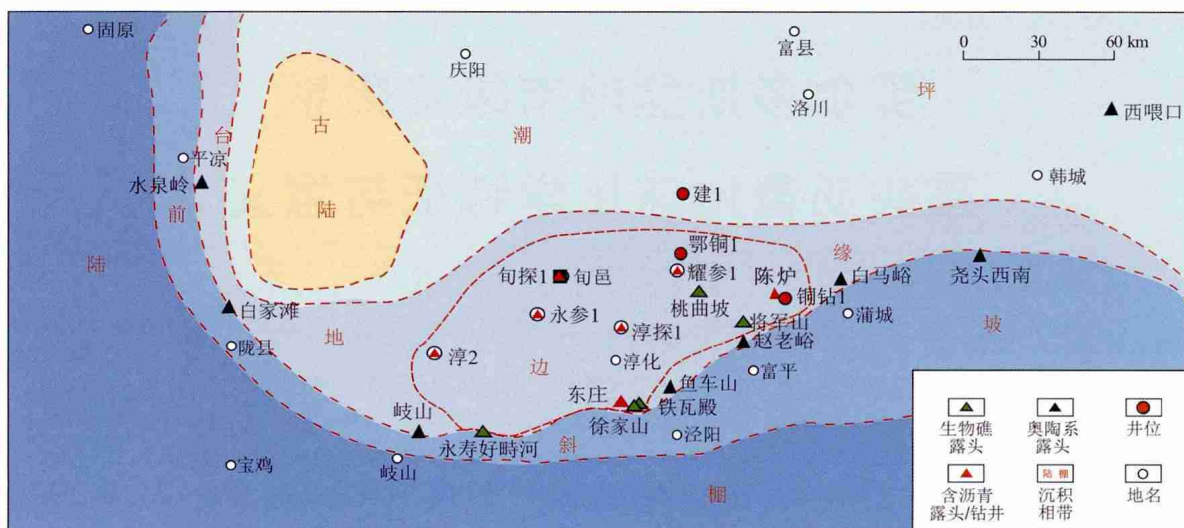 固原
庆阳
富县
0 30 60 km
洛川
坪
西喂口
台
古
潮
平凉
水泉岭
韩城
前
陆
建1
陆
鄂铜1
缘
尧头西南
旬探1
旬邑
耀参1
陈炉
白马峪
铜钻1
桃曲坡
蒲城
白家滩
永参1
将军山
坡
地
淳探1
赵老峪
陇县
淳2
边
淳化
富平
鱼车山
东庄
铁瓦殿
岐山
徐家山
永寿好畤河
斜
泾阳
宝鸡
岐山
棚
生物礁
露头
奥陶系
露头
井位
含沥青
露头/钻井
陆棚
沉积
相带
地名